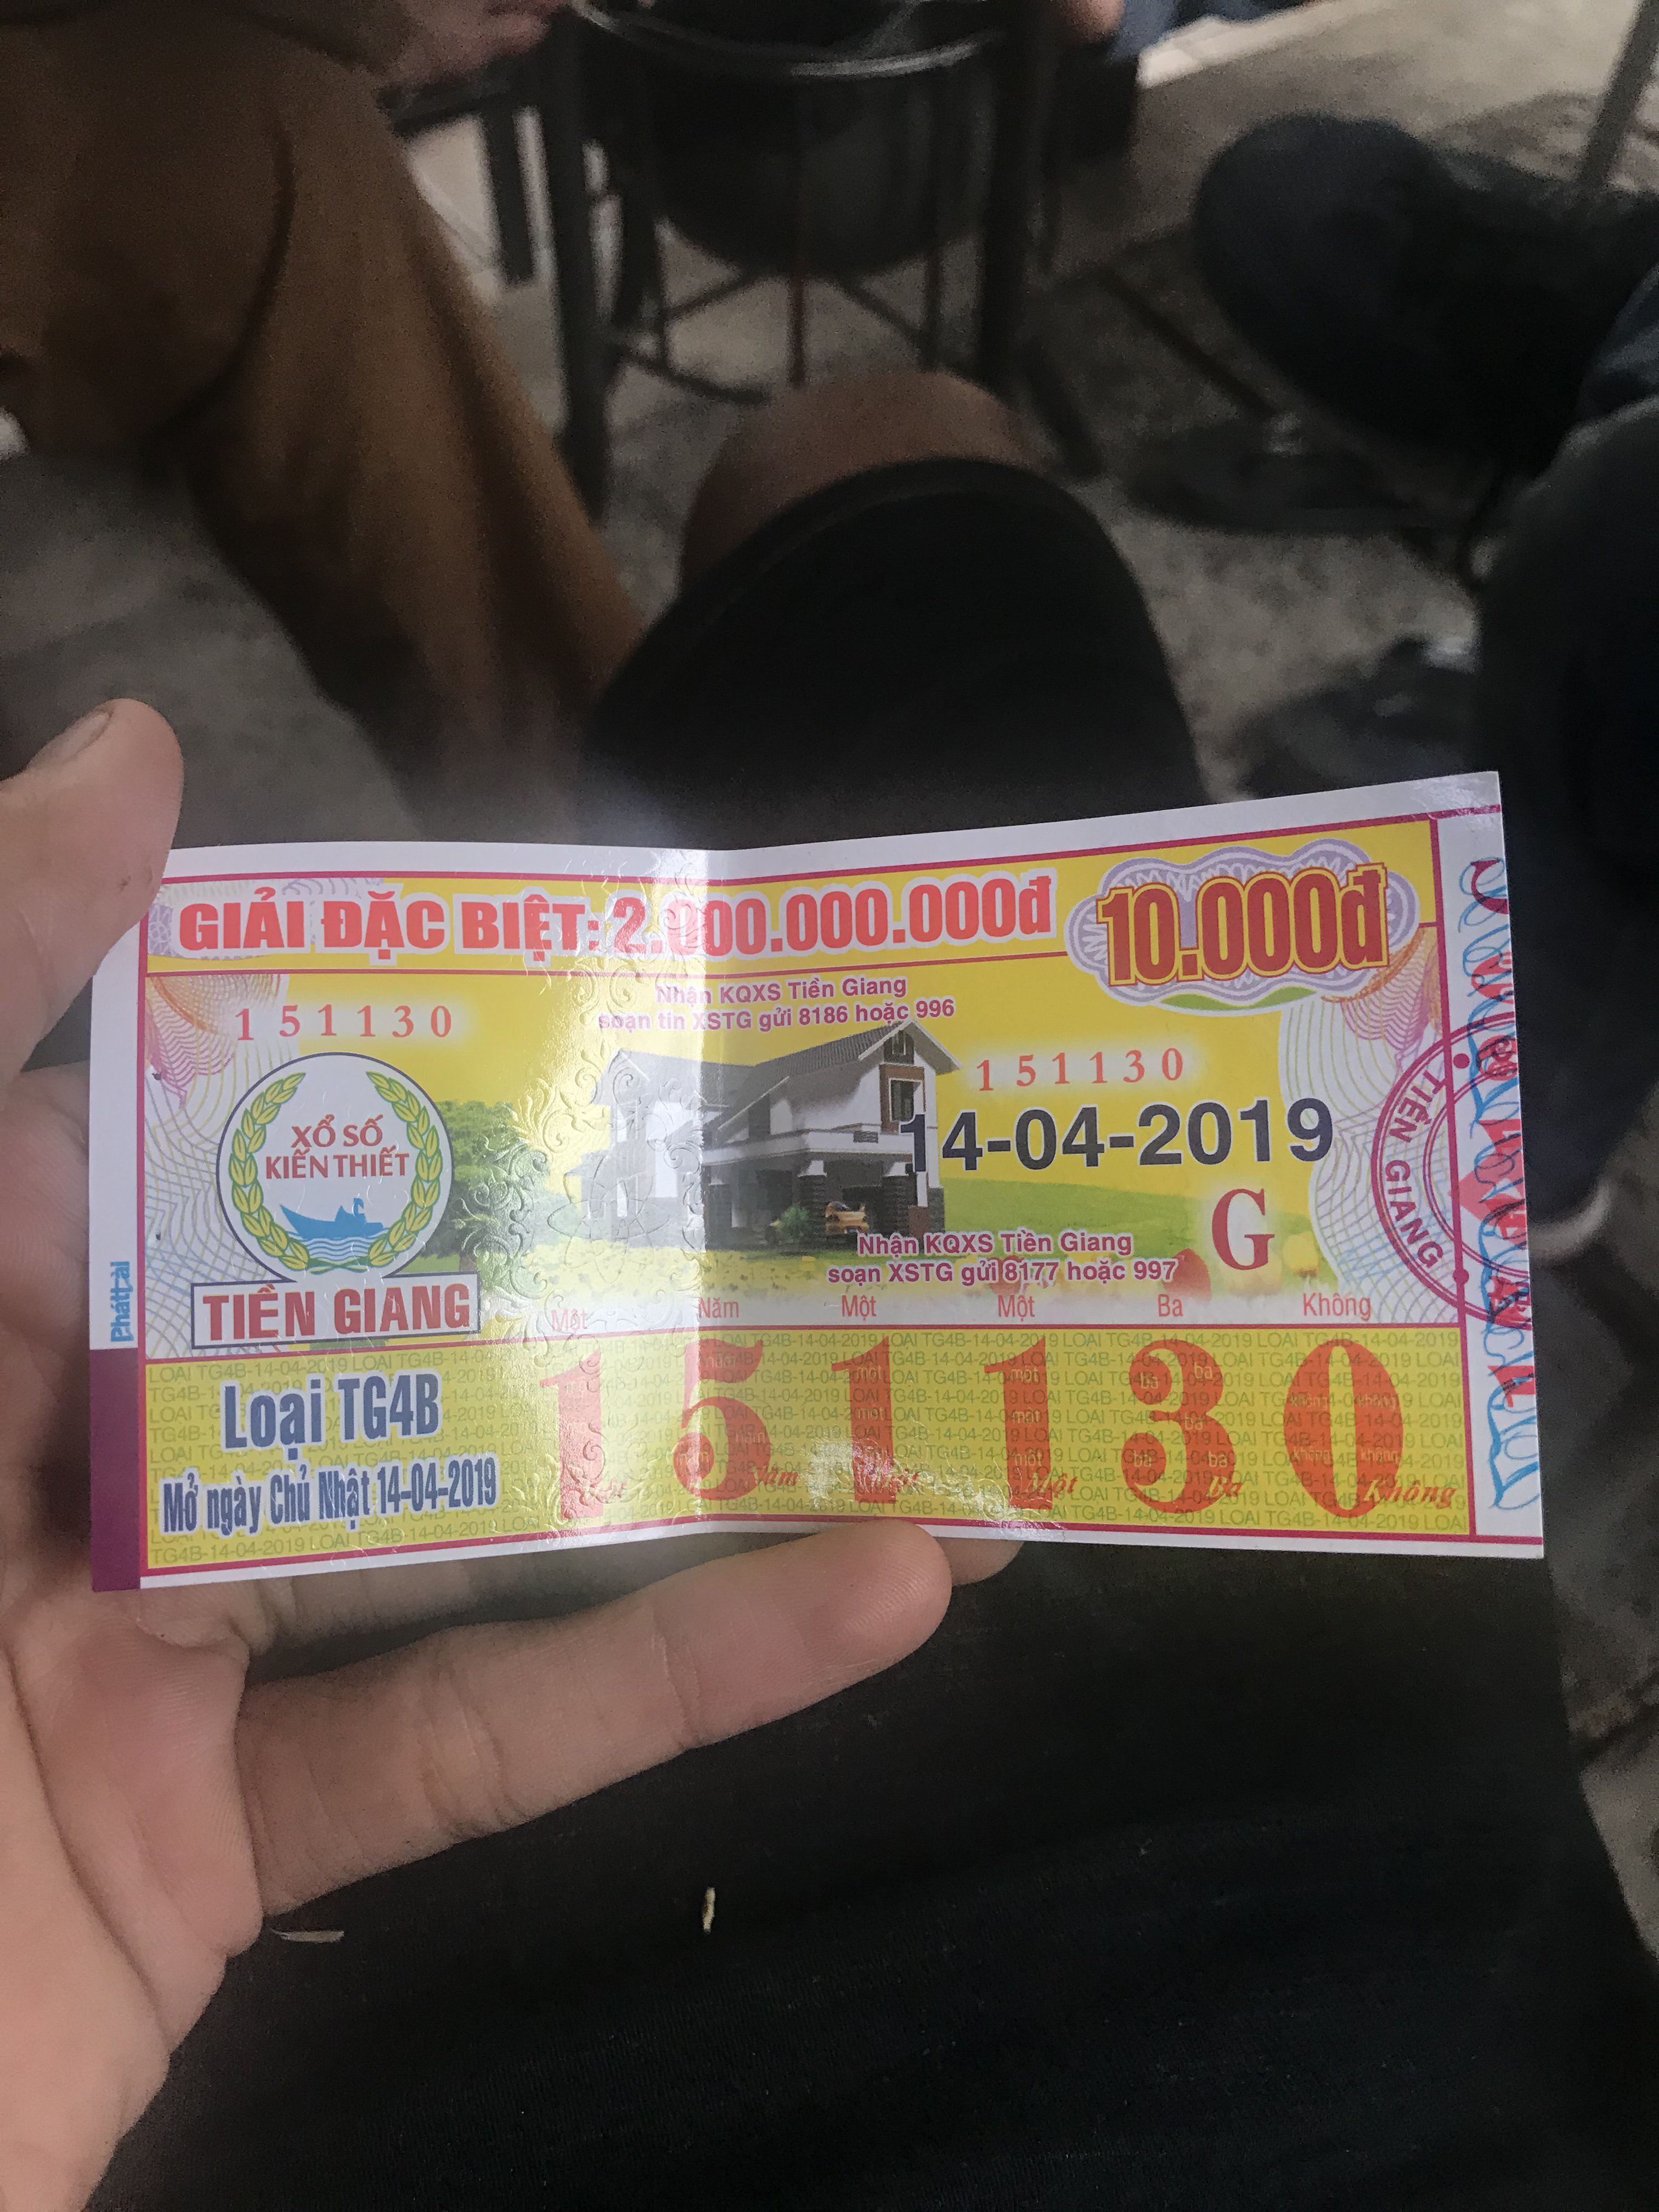 GIẢI ĐẶC BIỆT: 2.000.000.000đ
10.000đ
Nhận KQXS Tiền Giang
soạn tin XSTG gửi 8186 hoặc 996
151130
151130
14-04-2019
XỔ SỐ
KIẾN THIẾT
TIỀN GIANG
G
Nhận KQXS Tiền Giang
soạn XSTG gửi 8177 hoặc 997
Một Năm Một Một Ba Không
151130
Loại TG4B
Mở ngày Chủ Nhật 14-04-2019
Phát tài
TIỀN GIANG